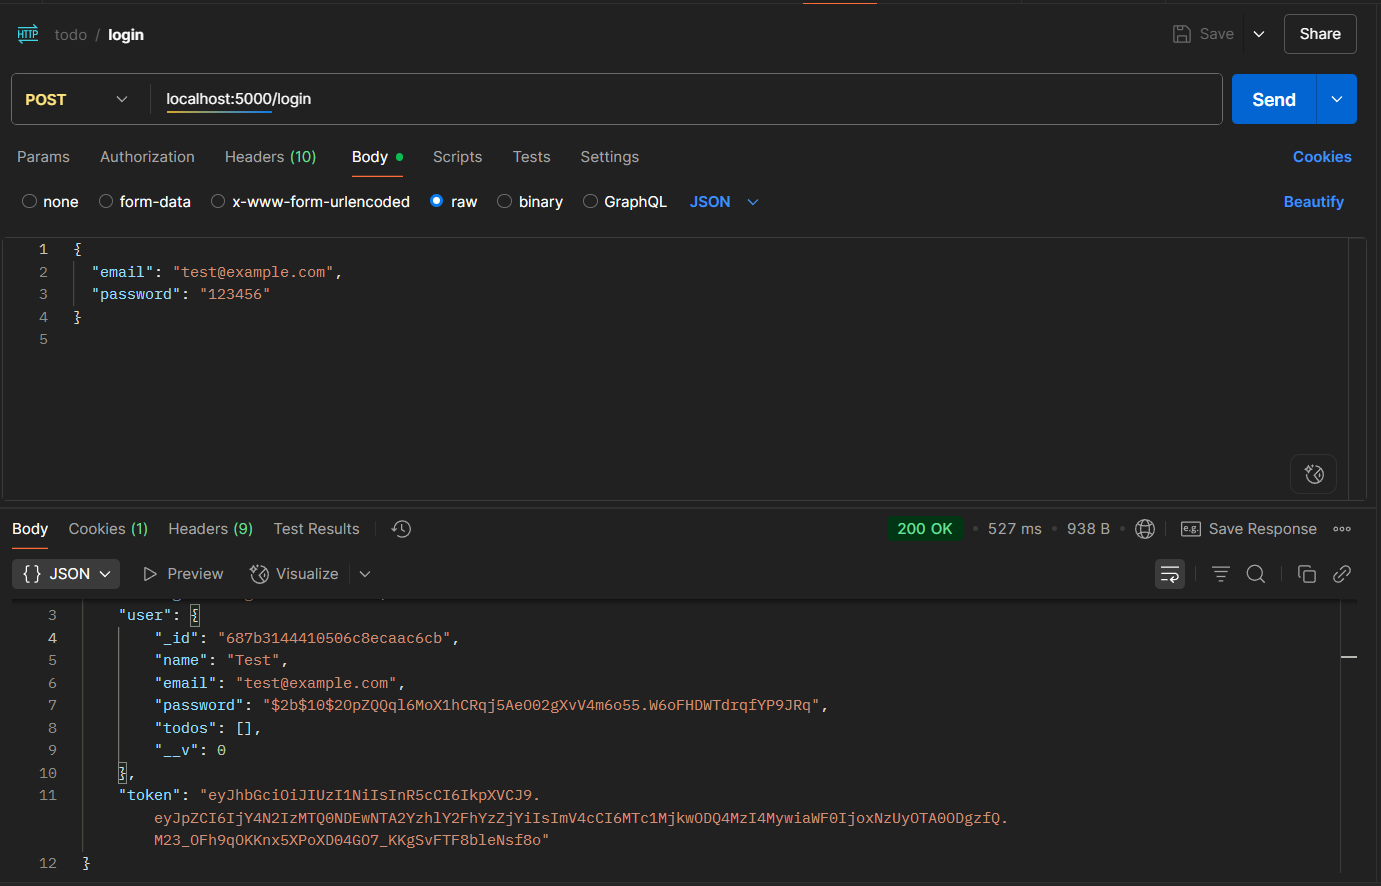 HTTP todo / login Save Share
POST localhost:5000/login Send
Params Authorization Headers (10) Body Scripts Tests Settings Cookies
none form-data x-www-form-urlencoded raw binary GraphQL JSON Beautify
1 {
2 "email": "test@example.com",
3 "password": "123456"
4 }
5
Body Cookies (1) Headers (9) Test Results 200 OK • 527 ms • 938 B • e.g. Save Response
{} JSON Preview Visualize
3 "user": {
4 "_id": "687b3144410506c8ecaac6cb",
5 "name": "Test",
6 "email": "test@example.com",
7 "password": "$2b$10$2OpZQQql6MoX1hCRqj5AeO02gXvV4m6o55.W6oFHDWTdrqfYP9JRq",
8 "todos": [],
9 "__v": 0
10 },
11 "token": "eyJhbGciOiJIUzI1NiIsInR5cCI6IkpXVCJ9.
eyJpZCI6IjY4N2IzMTQ0NDEwNTA2YzhlY2FhYzZjYiIsImV4cCI6MTc1MjkwODQ4MzI4MywiaWF0IjoxNzUyOTA0ODgzfQ.
M23_OFh9qOKKnx5XPoXD04GO7_KKgSvFTF8bleNsf8o"
12 }